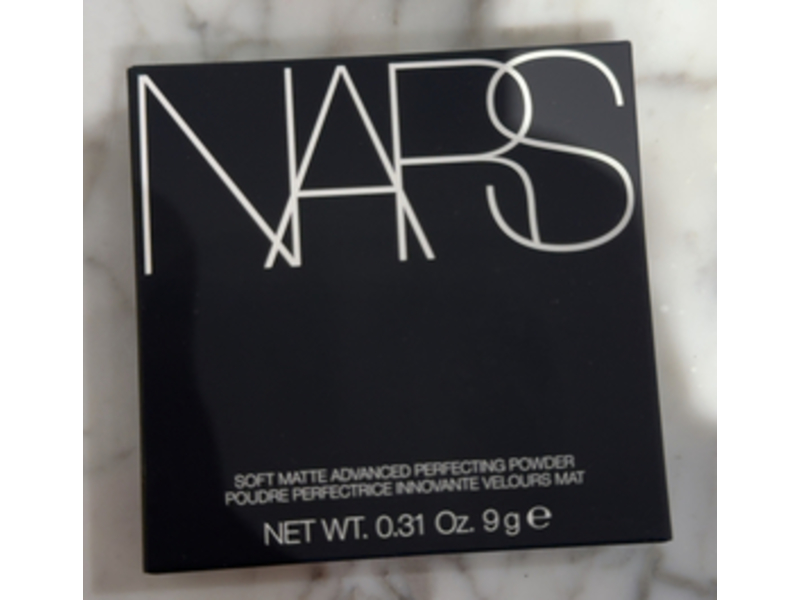 NARS
SOFT MATTE ADVANCED PERFECTING POWDER
POUDRE PERFECTRICE INNOVANTE VELOURS MAT
NET WT. 0.31 Oz. 9 g ℮